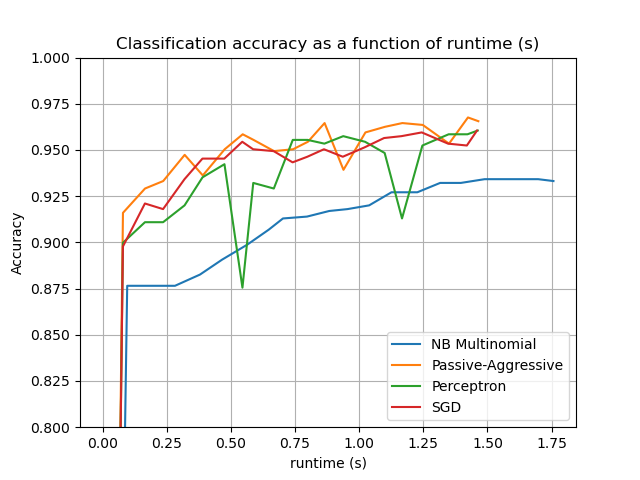 Classification accuracy as a function of runtime (s)
1.000
0.975
0.950
0.925
0.900
0.875
0.850
0.825
0.800
Accuracy
NB Multinomial
Passive-Aggressive
Perceptron
SGD
0.00 0.25 0.50 0.75 1.00 1.25 1.50 1.75
runtime (s)